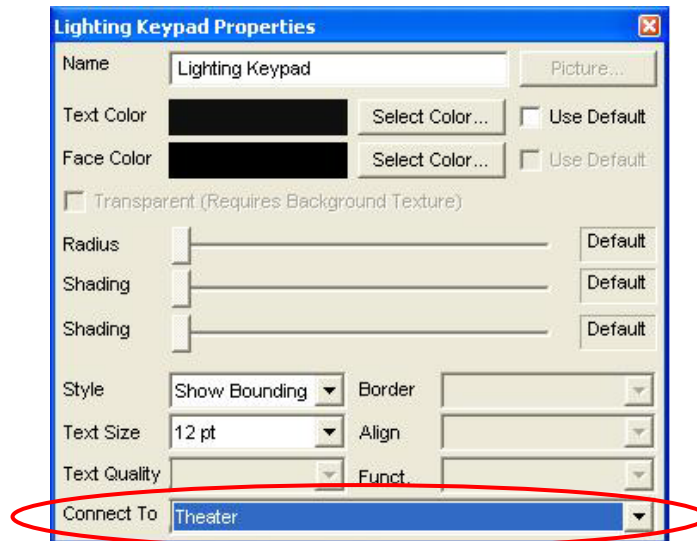 Lighting Keypad Properties
Name Lighting Keypad Picture...
Text Color Select Color... Use Default
Face Color Select Color... Use Default
Transparent (Requires Background Texture)
Radius Default
Shading Default
Shading Default
Style Show Bounding Border
Text Size 12 pt Align
Text Quality Funct.
Connect To Theater